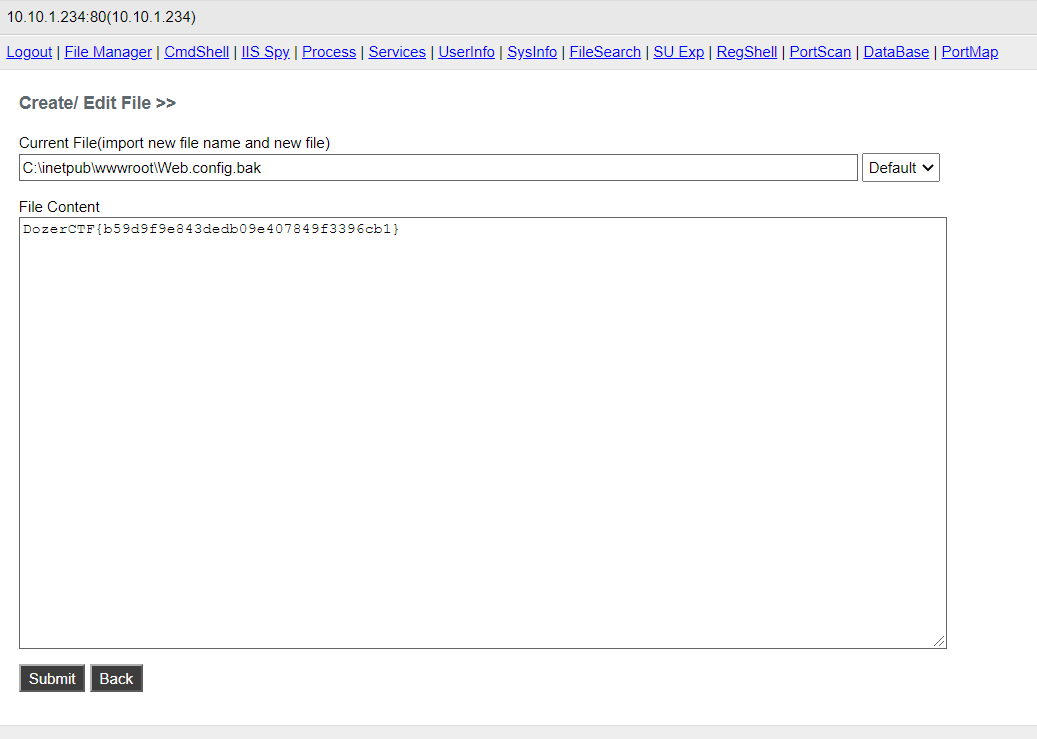 10.10.1.234:80(10.10.1.234)
Logout | File Manager | CmdShell | IIS Spy | Process | Services | UserInfo | SysInfo | FileSearch | SU Exp | RegShell | PortScan | DataBase | PortMap
Create/ Edit File >>
Current File(import new file name and new file)
C:\inetpub\wwwroot\Web.config.bak Default
File Content
DozerCTF{b59d9f9e843dedb09e407849f3396cb1}
Submit Back